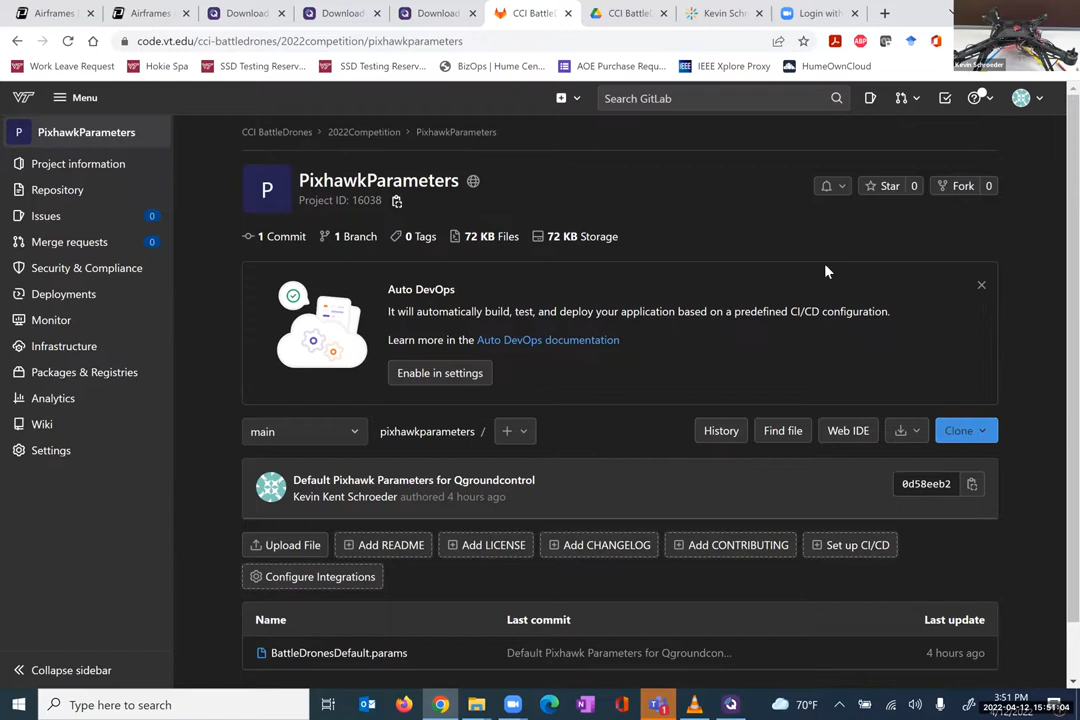 Airframes
Airframes
Download
Download
Download
CCI Battle
CCI Battle
Kevin Schr
Login with
code.vt.edu/cci-battledrones/2022competition/pixhawkparameters
Work Leave Request
Hokie Spa
SSD Testing Reserv...
SSD Testing Reserv...
BizOps | Hume Cen...
AOE Purchase Requ...
IEEE Xplore Proxy
HumeOwnCloud
Kevin Schroeder
Menu
Search GitLab
P PixhawkParameters
Project information
Repository
Issues 0
Merge requests 0
Security & Compliance
Deployments
Monitor
Infrastructure
Packages & Registries
Analytics
Wiki
Settings
Collapse sidebar
CCI BattleDrones > 2022Competition > PixhawkParameters
P
PixhawkParameters
Project ID: 16038
Star 0
Fork 0
1 Commit 1 Branch 0 Tags 72 KB Files 72 KB Storage
Auto DevOps
It will automatically build, test, and deploy your application based on a predefined CI/CD configuration.
Learn more in the Auto DevOps documentation
Enable in settings
main
pixhawkparameters / +
History
Find file
Web IDE
Clone
Default Pixhawk Parameters for Qgroundcontrol
Kevin Kent Schroeder authored 4 hours ago
0d58eeb2
Upload File
Add README
Add LICENSE
Add CHANGELOG
Add CONTRIBUTING
Set up CI/CD
Configure Integrations
Name Last commit Last update
BattleDronesDefault.params Default Pixhawk Parameters for Qgroundcon... 4 hours ago
Type here to search
70°F
3:51 PM
2022-04-12 15:51:04